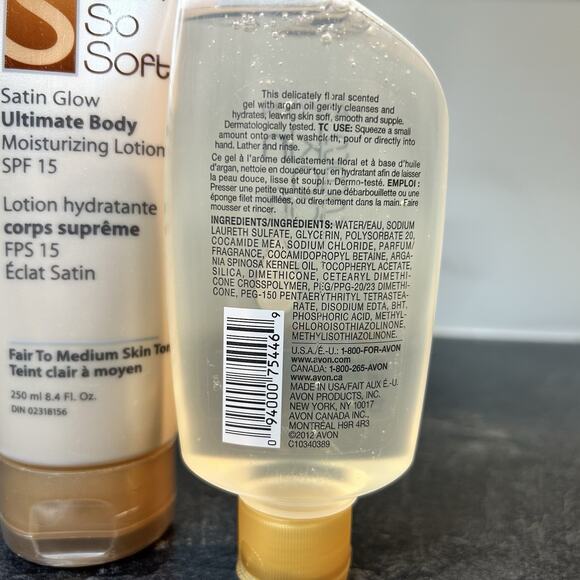 So
Soft
Satin Glow
Ultimate Body
Moisturizing Lotion
SPF 15
Lotion hydratante
corps suprême
FPS 15
Éclat Satin
Fair To Medium Skin Ton
Teint clair à moyen
250 ml 8.4 Fl. Oz.
DIN 02318156
This delicately floral scented
gel with argan oil gently cleanses and
hydrates, leaving skin soft, smooth and supple.
Dermatologically tested. TO USE: Squeeze a small
amount onto a wet washcloth, pouf or directly into
hand. Lather and rinse.
Ce gel à l'arôme délicatement floral et à base d'huile
d'argan, nettoie en douceur tout en hydratant afin de laisser
la peau douce, lisse et souple. Dermo-testé. EMPLOI :
Presser une petite quantité sur une débarbouillette ou une
éponge filet mouillées, ou directement dans la main. Faire
mousser et rincer.
INGREDIENTS/INGRÉDIENTS: WATER/EAU, SODIUM
LAURETH SULFATE, GLYCERIN, POLYSORBATE 20,
COCAMIDE MEA, SODIUM CHLORIDE, PARFUM/
FRAGRANCE, COCAMIDOPROPYL BETAINE, ARGA-
NIA SPINOSA KERNEL OIL, TOCOPHERYL ACETATE,
SILICA, DIMETHICONE, CETEARYL DIMETHI-
CONE CROSSPOLYMER, PEG/PPG-20/23 DIMETHI-
CONE, PEG-150 PENTAERYTHRITYL TETRASTEA-
RATE, DISODIUM EDTA, BHT,
PHOSPHORIC ACID, METHYL-
CHLOROISOTHIAZOLINONE,
METHYLISOTHIAZOLINONE.
U.S.A./É.-U.: 1-800-FOR-AVON
www.avon.com
CANADA: 1-800-265-AVON
www.avon.ca
MADE IN USA/FAIT AUX É.-U.
AVON PRODUCTS, INC.
NEW YORK, NY 10017
AVON CANADA INC.,
MONTRÉAL H9R 4R3
©2012 AVON
C10340389
0 94000 75446 9